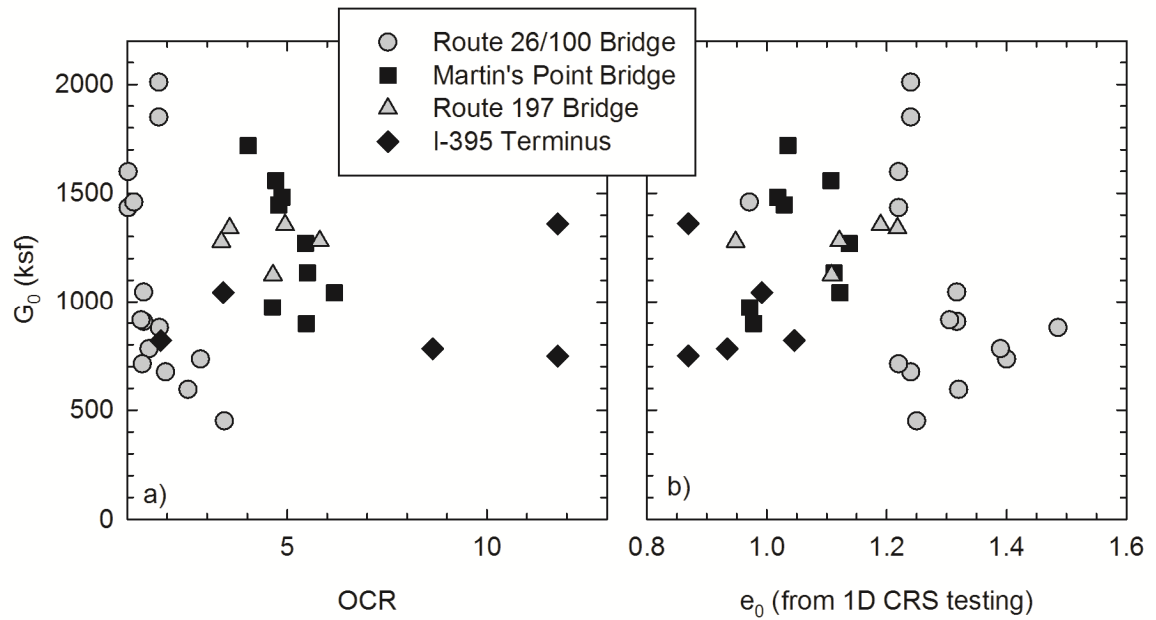 Route 26/100 Bridge
Martin's Point Bridge
Route 197 Bridge
I-395 Terminus
2000
1500
1000
500
0
G₀ (ksf)
a)
b)
5 10
0.8 1.0 1.2 1.4 1.6
OCR
e₀ (from 1D CRS testing)